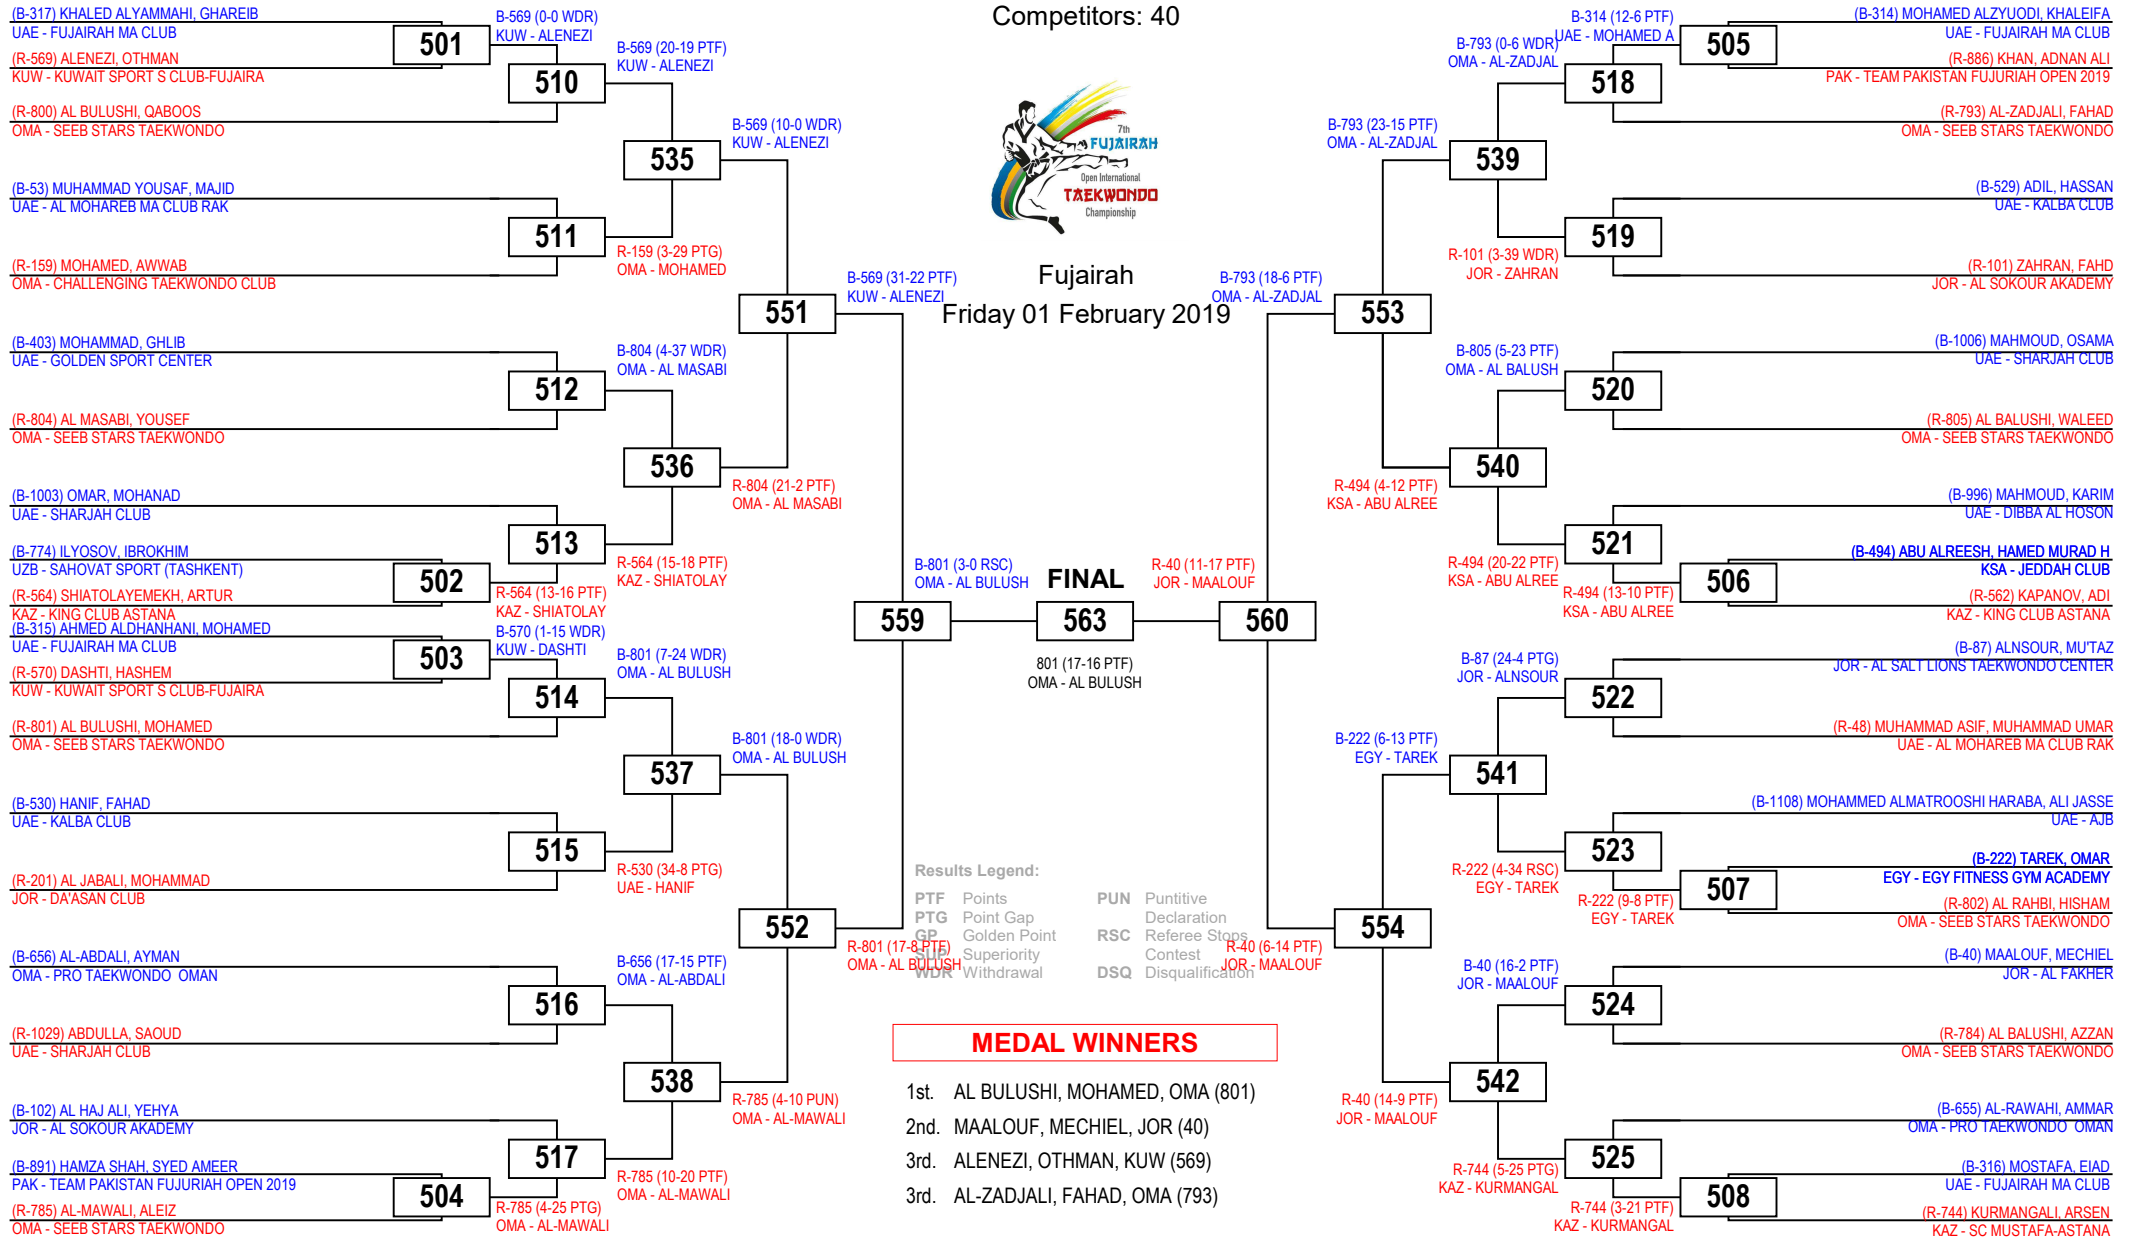 Competitors: 40
7th
FUJAIRAH
Open International
TAEKWONDO
Championship
Fujairah
Friday 01 February 2019
(B-317) KHALED ALYAMMAHI, GHAREIB
UAE - FUJAIRAH MA CLUB
(R-569) ALENEZI, OTHMAN
KUW - KUWAIT SPORT S CLUB-FUJAIRA
(R-800) AL BULUSHI, QABOOS
OMA - SEEB STARS TAEKWONDO
(B-53) MUHAMMAD YOUSAF, MAJID
UAE - AL MOHAREB MA CLUB RAK
(R-159) MOHAMED, AWWAB
OMA - CHALLENGING TAEKWONDO CLUB
(B-403) MOHAMMAD, GHLIB
UAE - GOLDEN SPORT CENTER
(R-804) AL MASABI, YOUSEF
OMA - SEEB STARS TAEKWONDO
(B-1003) OMAR, MOHANAD
UAE - SHARJAH CLUB
(B-774) ILYOSOV, IBROKHIM
UZB - SAHOVAT SPORT (TASHKENT)
(R-564) SHIATOLAYEMEKH, ARTUR
KAZ - KING CLUB ASTANA
(B-315) AHMED ALDHANHANI, MOHAMED
UAE - FUJAIRAH MA CLUB
(R-570) DASHTI, HASHEM
KUW - KUWAIT SPORT S CLUB-FUJAIRA
(R-801) AL BULUSHI, MOHAMED
OMA - SEEB STARS TAEKWONDO
(B-530) HANIF, FAHAD
UAE - KALBA CLUB
(R-201) AL JABALI, MOHAMMAD
JOR - DA'ASAN CLUB
(B-656) AL-ABDALI, AYMAN
OMA - PRO TAEKWONDO  OMAN
(R-1029) ABDULLA, SAOUD
UAE - SHARJAH CLUB
(B-102) AL HAJ ALI, YEHYA
JOR - AL SOKOUR AKADEMY
(B-891) HAMZA SHAH, SYED AMEER
PAK - TEAM PAKISTAN FUJURIAH OPEN 2019
(R-785) AL-MAWALI, ALEIZ
OMA - SEEB STARS TAEKWONDO
501
B-569 (0-0 WDR)
KUW - ALENEZI
502
R-564 (13-16 PTF)
KAZ - SHIATOLAY
503
B-570 (1-15 WDR)
KUW - DASHTI
504
R-785 (4-25 PTG)
OMA - AL-MAWALI
510
B-569 (20-19 PTF)
KUW - ALENEZI
511
R-159 (3-29 PTG)
OMA - MOHAMED
512
B-804 (4-37 WDR)
OMA - AL MASABI
513
R-564 (15-18 PTF)
KAZ - SHIATOLAY
514
B-801 (7-24 WDR)
OMA - AL BULUSH
515
R-530 (34-8 PTG)
UAE - HANIF
516
B-656 (17-15 PTF)
OMA - AL-ABDALI
517
R-785 (10-20 PTF)
OMA - AL-MAWALI
535
B-569 (10-0 WDR)
KUW - ALENEZI
536
R-804 (21-2 PTF)
OMA - AL MASABI
537
B-801 (18-0 WDR)
OMA - AL BULUSH
538
R-785 (4-10 PUN)
OMA - AL-MAWALI
551
B-569 (31-22 PTF)
KUW - ALENEZI
552
R-801 (17-8 PTF)
OMA - AL BULUSH
559
B-801 (3-0 RSC)
OMA - AL BULUSH
FINAL
563
801 (17-16 PTF)
OMA - AL BULUSH
R-40 (11-17 PTF)
JOR - MAALOUF
560
B-793 (18-6 PTF)
OMA - AL-ZADJAL
553
R-40 (6-14 PTF)
JOR - MAALOUF
554
B-793 (23-15 PTF)
OMA - AL-ZADJAL
539
R-494 (4-12 PTF)
KSA - ABU ALREE
540
B-222 (6-13 PTF)
EGY - TAREK
541
R-40 (14-9 PTF)
JOR - MAALOUF
542
B-793 (0-6 WDR)
OMA - AL-ZADJAL
518
R-101 (3-39 WDR)
JOR - ZAHRAN
519
B-805 (5-23 PTF)
OMA - AL BALUSH
520
R-494 (20-22 PTF)
KSA - ABU ALREE
521
B-87 (24-4 PTG)
JOR - ALNSOUR
522
R-222 (4-34 RSC)
EGY - TAREK
523
B-40 (16-2 PTF)
JOR - MAALOUF
524
R-744 (5-25 PTG)
KAZ - KURMANGAL
525
B-314 (12-6 PTF)
UAE - MOHAMED A
505
R-494 (13-10 PTF)
KSA - ABU ALREE
506
R-222 (9-8 PTF)
EGY - TAREK
507
R-744 (3-21 PTF)
KAZ - KURMANGAL
508
(B-314) MOHAMED ALZYUODI, KHALEIFA
UAE - FUJAIRAH MA CLUB
(R-886) KHAN, ADNAN ALI
PAK - TEAM PAKISTAN FUJURIAH OPEN 2019
(R-793) AL-ZADJALI, FAHAD
OMA - SEEB STARS TAEKWONDO
(B-529) ADIL, HASSAN
UAE - KALBA CLUB
(R-101) ZAHRAN, FAHD
JOR - AL SOKOUR AKADEMY
(B-1006) MAHMOUD, OSAMA
UAE - SHARJAH CLUB
(R-805) AL BALUSHI, WALEED
OMA - SEEB STARS TAEKWONDO
(B-996) MAHMOUD, KARIM
UAE - DIBBA AL HOSON
(B-494) ABU ALREESH, HAMED MURAD H
KSA - JEDDAH CLUB
(R-562) KAPANOV, ADI
KAZ - KING CLUB ASTANA
(B-87) ALNSOUR, MU'TAZ
JOR - AL SALT LIONS TAEKWONDO CENTER
(R-48) MUHAMMAD ASIF, MUHAMMAD UMAR
UAE - AL MOHAREB MA CLUB RAK
(B-1108) MOHAMMED ALMATROOSHI HARABA, ALI JASSE
UAE - AJB
(B-222) TAREK, OMAR
EGY - EGY FITNESS GYM ACADEMY
(R-802) AL RAHBI, HISHAM
OMA - SEEB STARS TAEKWONDO
(B-40) MAALOUF, MECHIEL
JOR - AL FAKHER
(R-784) AL BALUSHI, AZZAN
OMA - SEEB STARS TAEKWONDO
(B-655) AL-RAWAHI, AMMAR
OMA - PRO TAEKWONDO  OMAN
(B-316) MOSTAFA, EIAD
UAE - FUJAIRAH MA CLUB
(R-744) KURMANGALI, ARSEN
KAZ - SC MUSTAFA-ASTANA
Results Legend:
PTF Points
PTG Point Gap
GP Golden Point
SUP Superiority
WDR Withdrawal
PUN Puntitive
Declaration
RSC Referee Stops
Contest
DSQ Disqualification
MEDAL WINNERS
1st. AL BULUSHI, MOHAMED, OMA (801)
2nd. MAALOUF, MECHIEL, JOR (40)
3rd. ALENEZI, OTHMAN, KUW (569)
3rd. AL-ZADJALI, FAHAD, OMA (793)